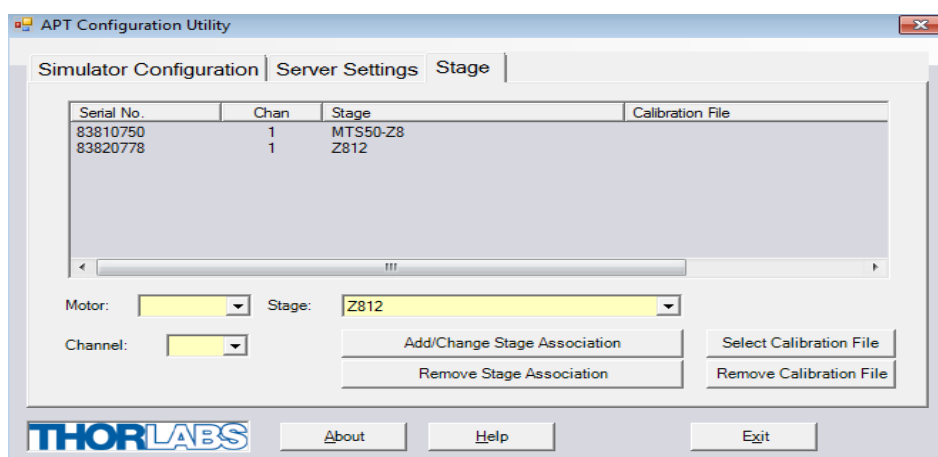 APT Configuration Utility
Simulator Configuration Server Settings Stage
Serial No. Chan Stage Calibration File
83810750 1 MTS50-Z8
83820778 1 Z812
Motor: Stage: Z812
Channel: Add/Change Stage Association Select Calibration File
Remove Stage Association Remove Calibration File
THORLABS About Help Exit